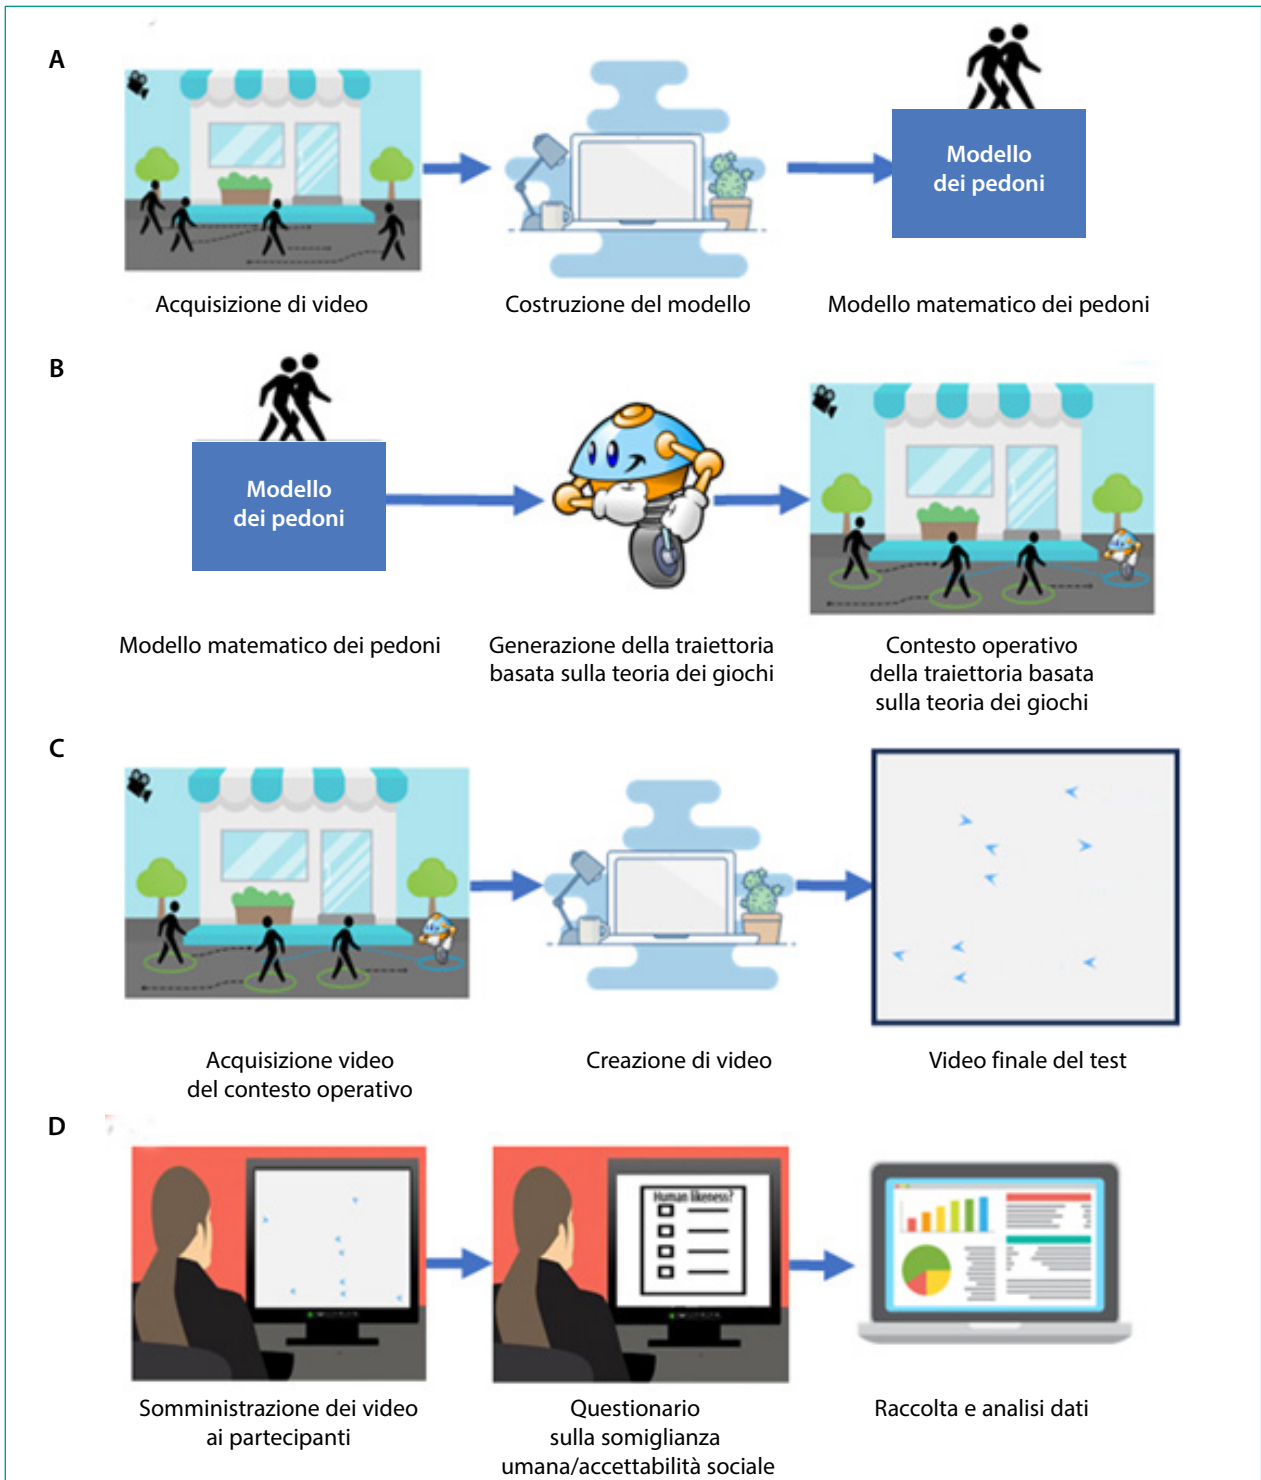 A
Modello
dei pedoni
Acquisizione di video
Costruzione del modello
Modello matematico dei pedoni
B
Modello
dei pedoni
Modello matematico dei pedoni
Generazione della traiettoria
basata sulla teoria dei giochi
Contesto operativo
della traiettoria basata
sulla teoria dei giochi
C
Acquisizione video
del contesto operativo
Creazione di video
Video finale del test
D
Human likeness?
Somministrazione dei video
ai partecipanti
Questionario
sulla somiglianza
umana/accettabilità sociale
Raccolta e analisi dati